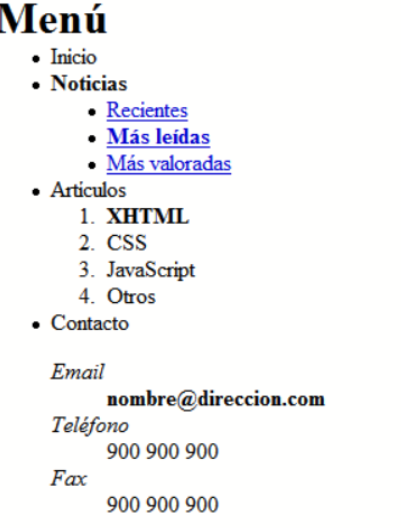 Menú
• Inicio
• Noticias
• Recientes
• Más leídas
• Más valoradas
• Articulos
1. XHTML
2. CSS
3. JavaScript
4. Otros
• Contacto
Email
nombre@direccion.com
Teléfono
900 900 900
Fax
900 900 900